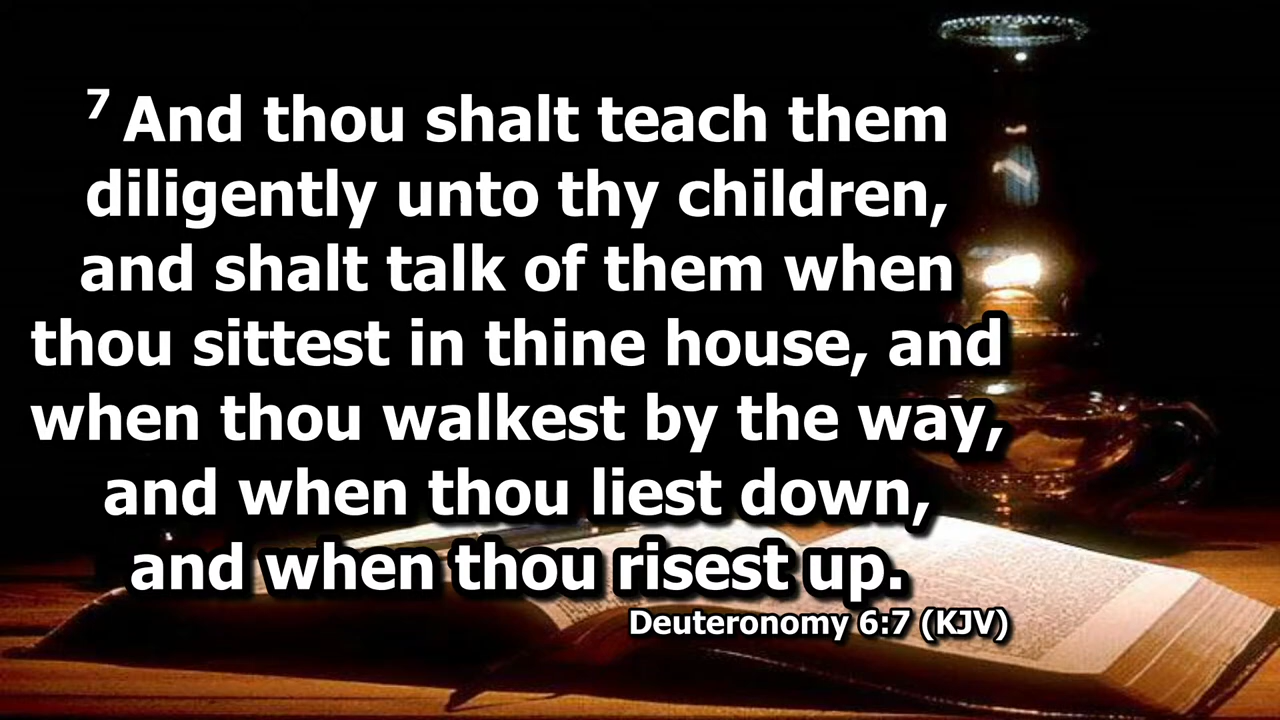 7 And thou shalt teach them
diligently unto thy children,
and shalt talk of them when
thou sittest in thine house, and
when thou walkest by the way,
and when thou liest down,
and when thou risest up.
Deuteronomy 6:7 (KJV)